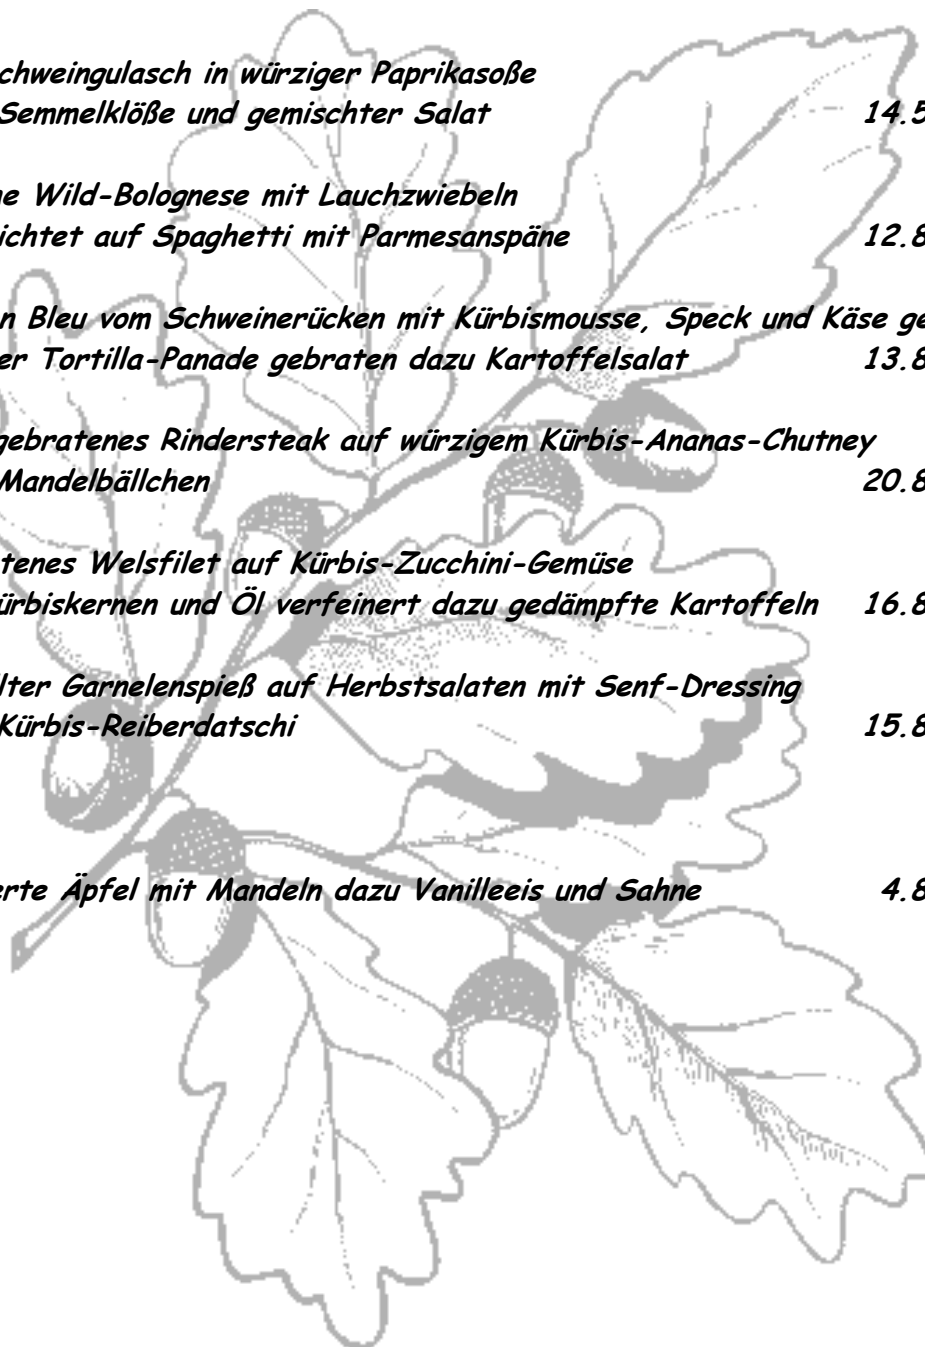 chweingulasch in würziger Paprikasoße
Semmelklöße und gemischter Salat 14.5
ne Wild-Bolognese mit Lauchzwiebeln
ichtet auf Spaghetti mit Parmesanspäne 12.8
n Bleu vom Schweinerücken mit Kürbismousse, Speck und Käse ge
er Tortilla-Panade gebraten dazu Kartoffelsalat 13.8
gebratenes Rindersteak auf würzigem Kürbis-Ananas-Chutney
Mandelbällchen 20.8
tenes Welsfilet auf Kürbis-Zucchini-Gemüse
ürbiskernen und Öl verfeinert dazu gedämpfte Kartoffeln 16.8
llter Garnelenspieß auf Herbstsalaten mit Senf-Dressing
Kürbis-Reiberdatschi 15.8
erte Äpfel mit Mandeln dazu Vanilleeis und Sahne 4.8